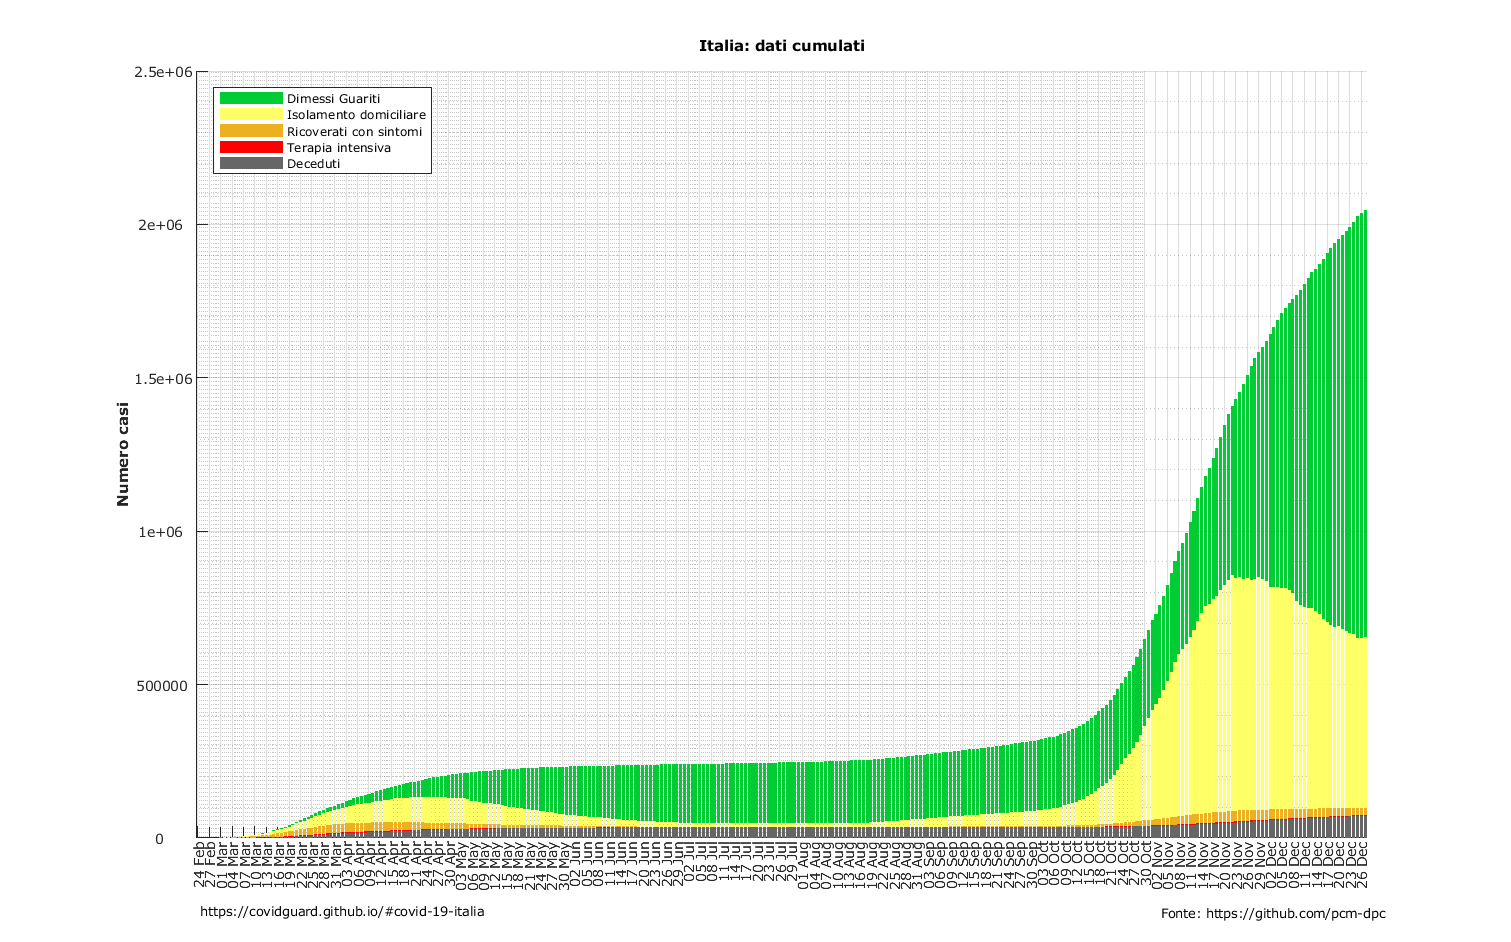 Italia: dati cumulati
2.5e+06
2e+06
1.5e+06
1e+06
500000
0
Numero casi
Dimessi Guariti
Isolamento domiciliare
Ricoverati con sintomi
Terapia intensiva
Deceduti
24 Feb
27 Feb
01 Mar
04 Mar
07 Mar
10 Mar
13 Mar
16 Mar
19 Mar
22 Mar
25 Mar
28 Mar
31 Mar
03 Apr
06 Apr
09 Apr
12 Apr
15 Apr
18 Apr
21 Apr
24 Apr
27 Apr
30 Apr
03 May
06 May
09 May
12 May
15 May
18 May
21 May
24 May
27 May
30 May
02 Jun
05 Jun
08 Jun
11 Jun
14 Jun
17 Jun
20 Jun
23 Jun
26 Jun
29 Jun
02 Jul
05 Jul
08 Jul
11 Jul
14 Jul
17 Jul
20 Jul
23 Jul
26 Jul
29 Jul
01 Aug
04 Aug
07 Aug
10 Aug
13 Aug
16 Aug
19 Aug
22 Aug
25 Aug
28 Aug
31 Aug
03 Sep
06 Sep
09 Sep
12 Sep
15 Sep
18 Sep
21 Sep
24 Sep
27 Sep
30 Sep
03 Oct
06 Oct
09 Oct
12 Oct
15 Oct
18 Oct
21 Oct
24 Oct
27 Oct
30 Oct
02 Nov
05 Nov
08 Nov
11 Nov
14 Nov
17 Nov
20 Nov
23 Nov
26 Nov
29 Nov
02 Dec
05 Dec
08 Dec
11 Dec
14 Dec
17 Dec
20 Dec
23 Dec
26 Dec
https://covidguard.github.io/#covid-19-italia
Fonte: https://github.com/pcm-dpc